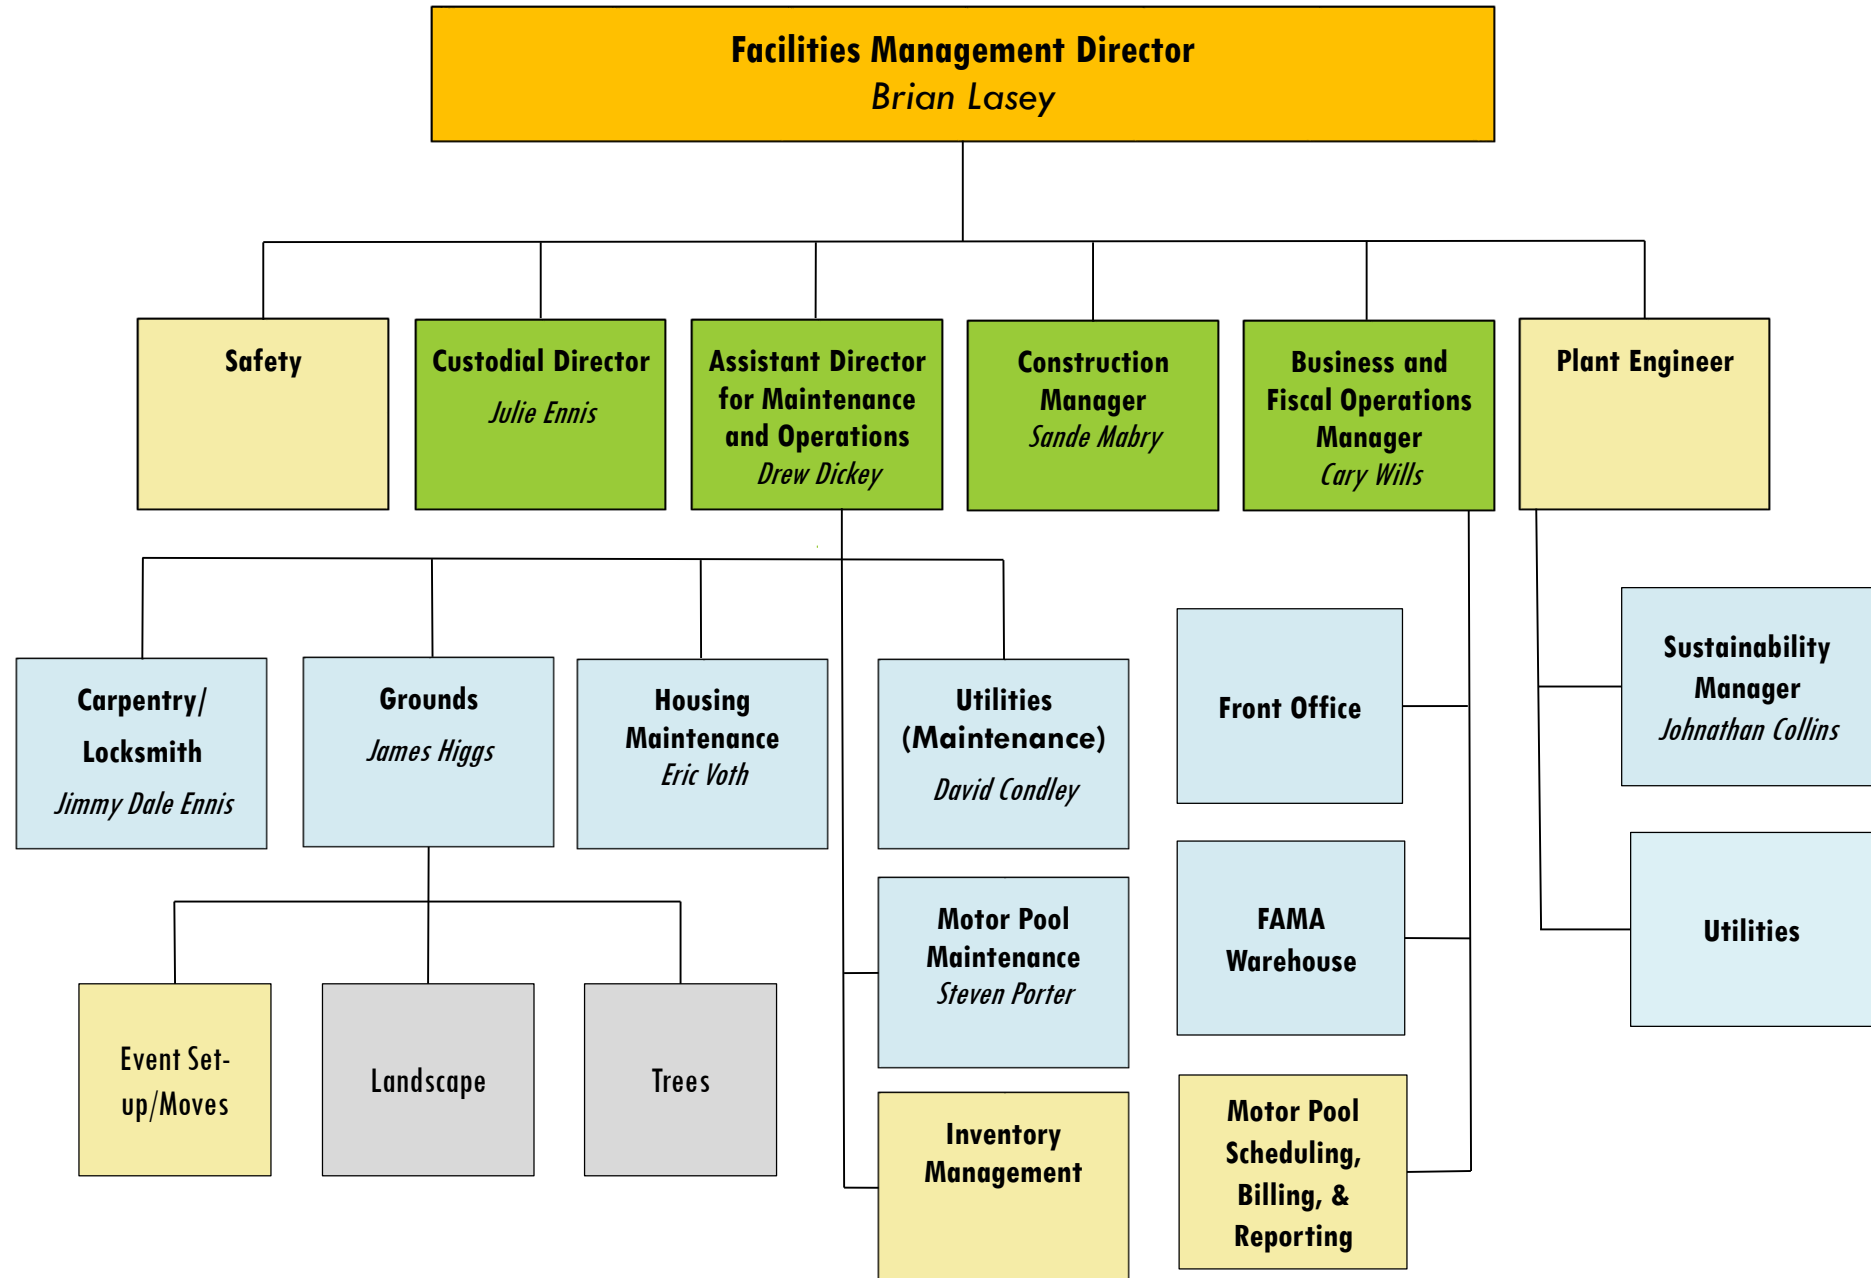 Facilities Management Director
Brian Lasey
Safety
Custodial Director
Julie Ennis
Assistant Director
for Maintenance
and Operations
Drew Dickey
Construction
Manager
Sande Mabry
Business and
Fiscal Operations
Manager
Cary Wills
Plant Engineer
Carpentry/
Locksmith
Jimmy Dale Ennis
Grounds
James Higgs
Housing
Maintenance
Eric Voth
Utilities
(Maintenance)
David Condley
Front Office
Sustainability
Manager
Johnathan Collins
Motor Pool
Maintenance
Steven Porter
FAMA
Warehouse
Utilities
Event Set-
up/Moves
Landscape
Trees
Inventory
Management
Motor Pool
Scheduling,
Billing, &
Reporting